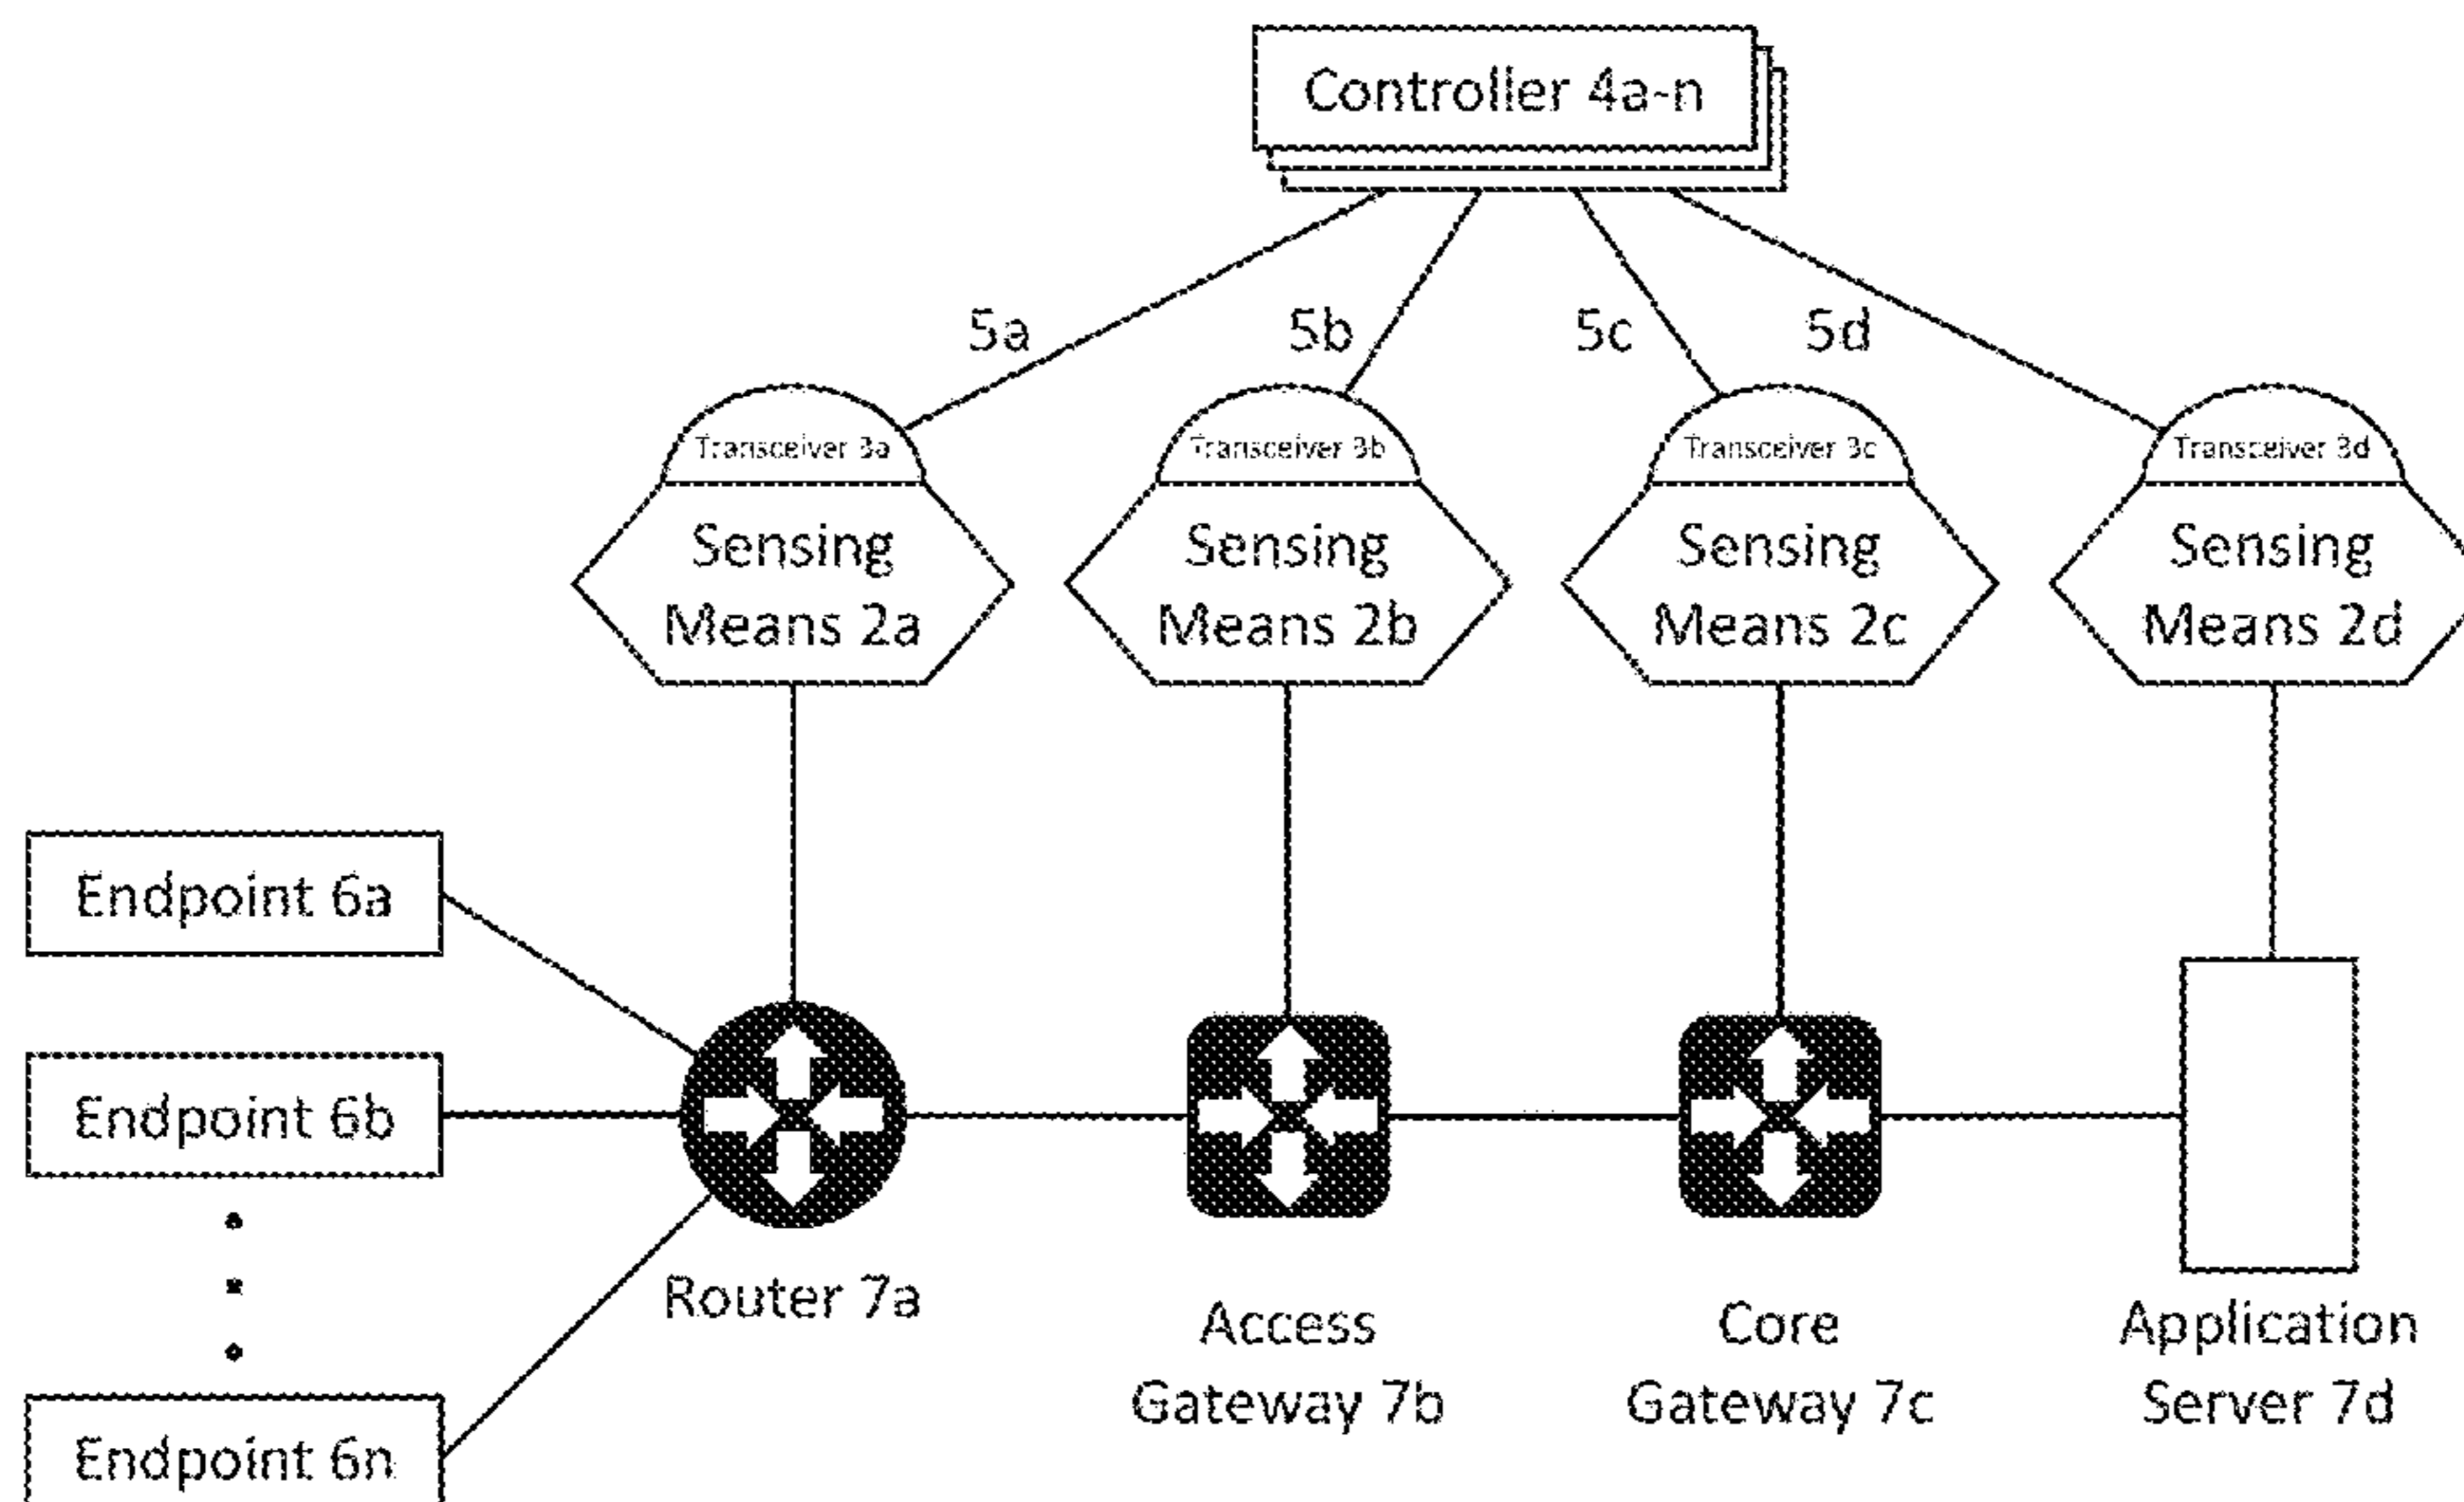 Controller 4a-n
5a
5b
5c
5d
Transceiver 3a
Transceiver 3b
Transceiver 3c
Transceiver 3d
Sensing
Means 2a
Sensing
Means 2b
Sensing
Means 2c
Sensing
Means 2d
Endpoint 6a
Endpoint 6b
Endpoint 6n
Router 7a
Access
Gateway 7b
Core
Gateway 7c
Application
Server 7d